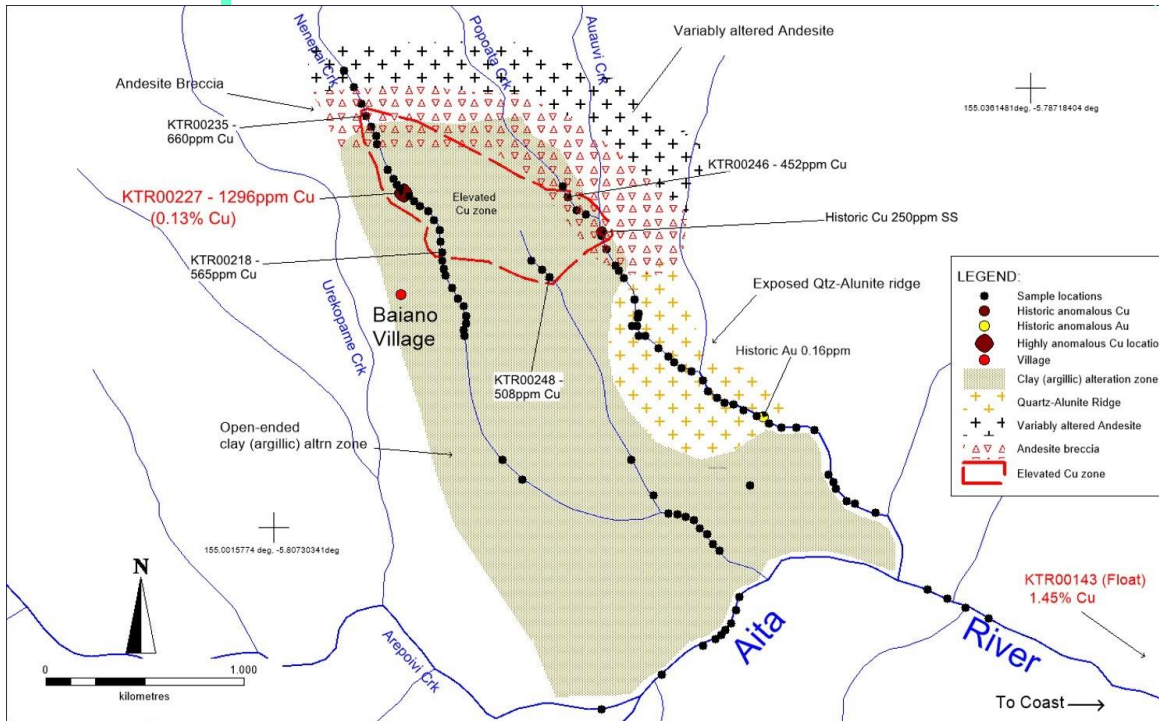 Nenenai Crk
Popoata Crk
Auauvi Crk
Variably altered Andesite
Andesite Breccia
155.0361481deg. -5.78718404 deg
KTR00235 -
660ppm Cu
KTR00246 - 452ppm Cu
KTR00227 - 1296ppm Cu
(0.13% Cu)
Elevated
Cu zone
Historic Cu 250ppm SS
KTR00218 -
565ppm Cu
Urekopame Crk
Baiano
Village
Exposed Qtz-Alunite ridge
Historic Au 0.16ppm
KTR00248 -
508ppm Cu
Open-ended
clay (argillic) altrn zone
LEGEND:
Sample locations
Historic anomalous Cu
Historic anomalous Au
Highly anomalous Cu locatio
Village
Clay (argillic) alteration zone
Quartz-Alunite Ridge
Variably altered Andesite
Andesite breccia
Elevated Cu zone
155.0015774 deg. -5.80730341deg
N
0
1.000
kilometres
Arepoivi Crk
Aita
River
KTR00143 (Float)
1.45% Cu
To Coast